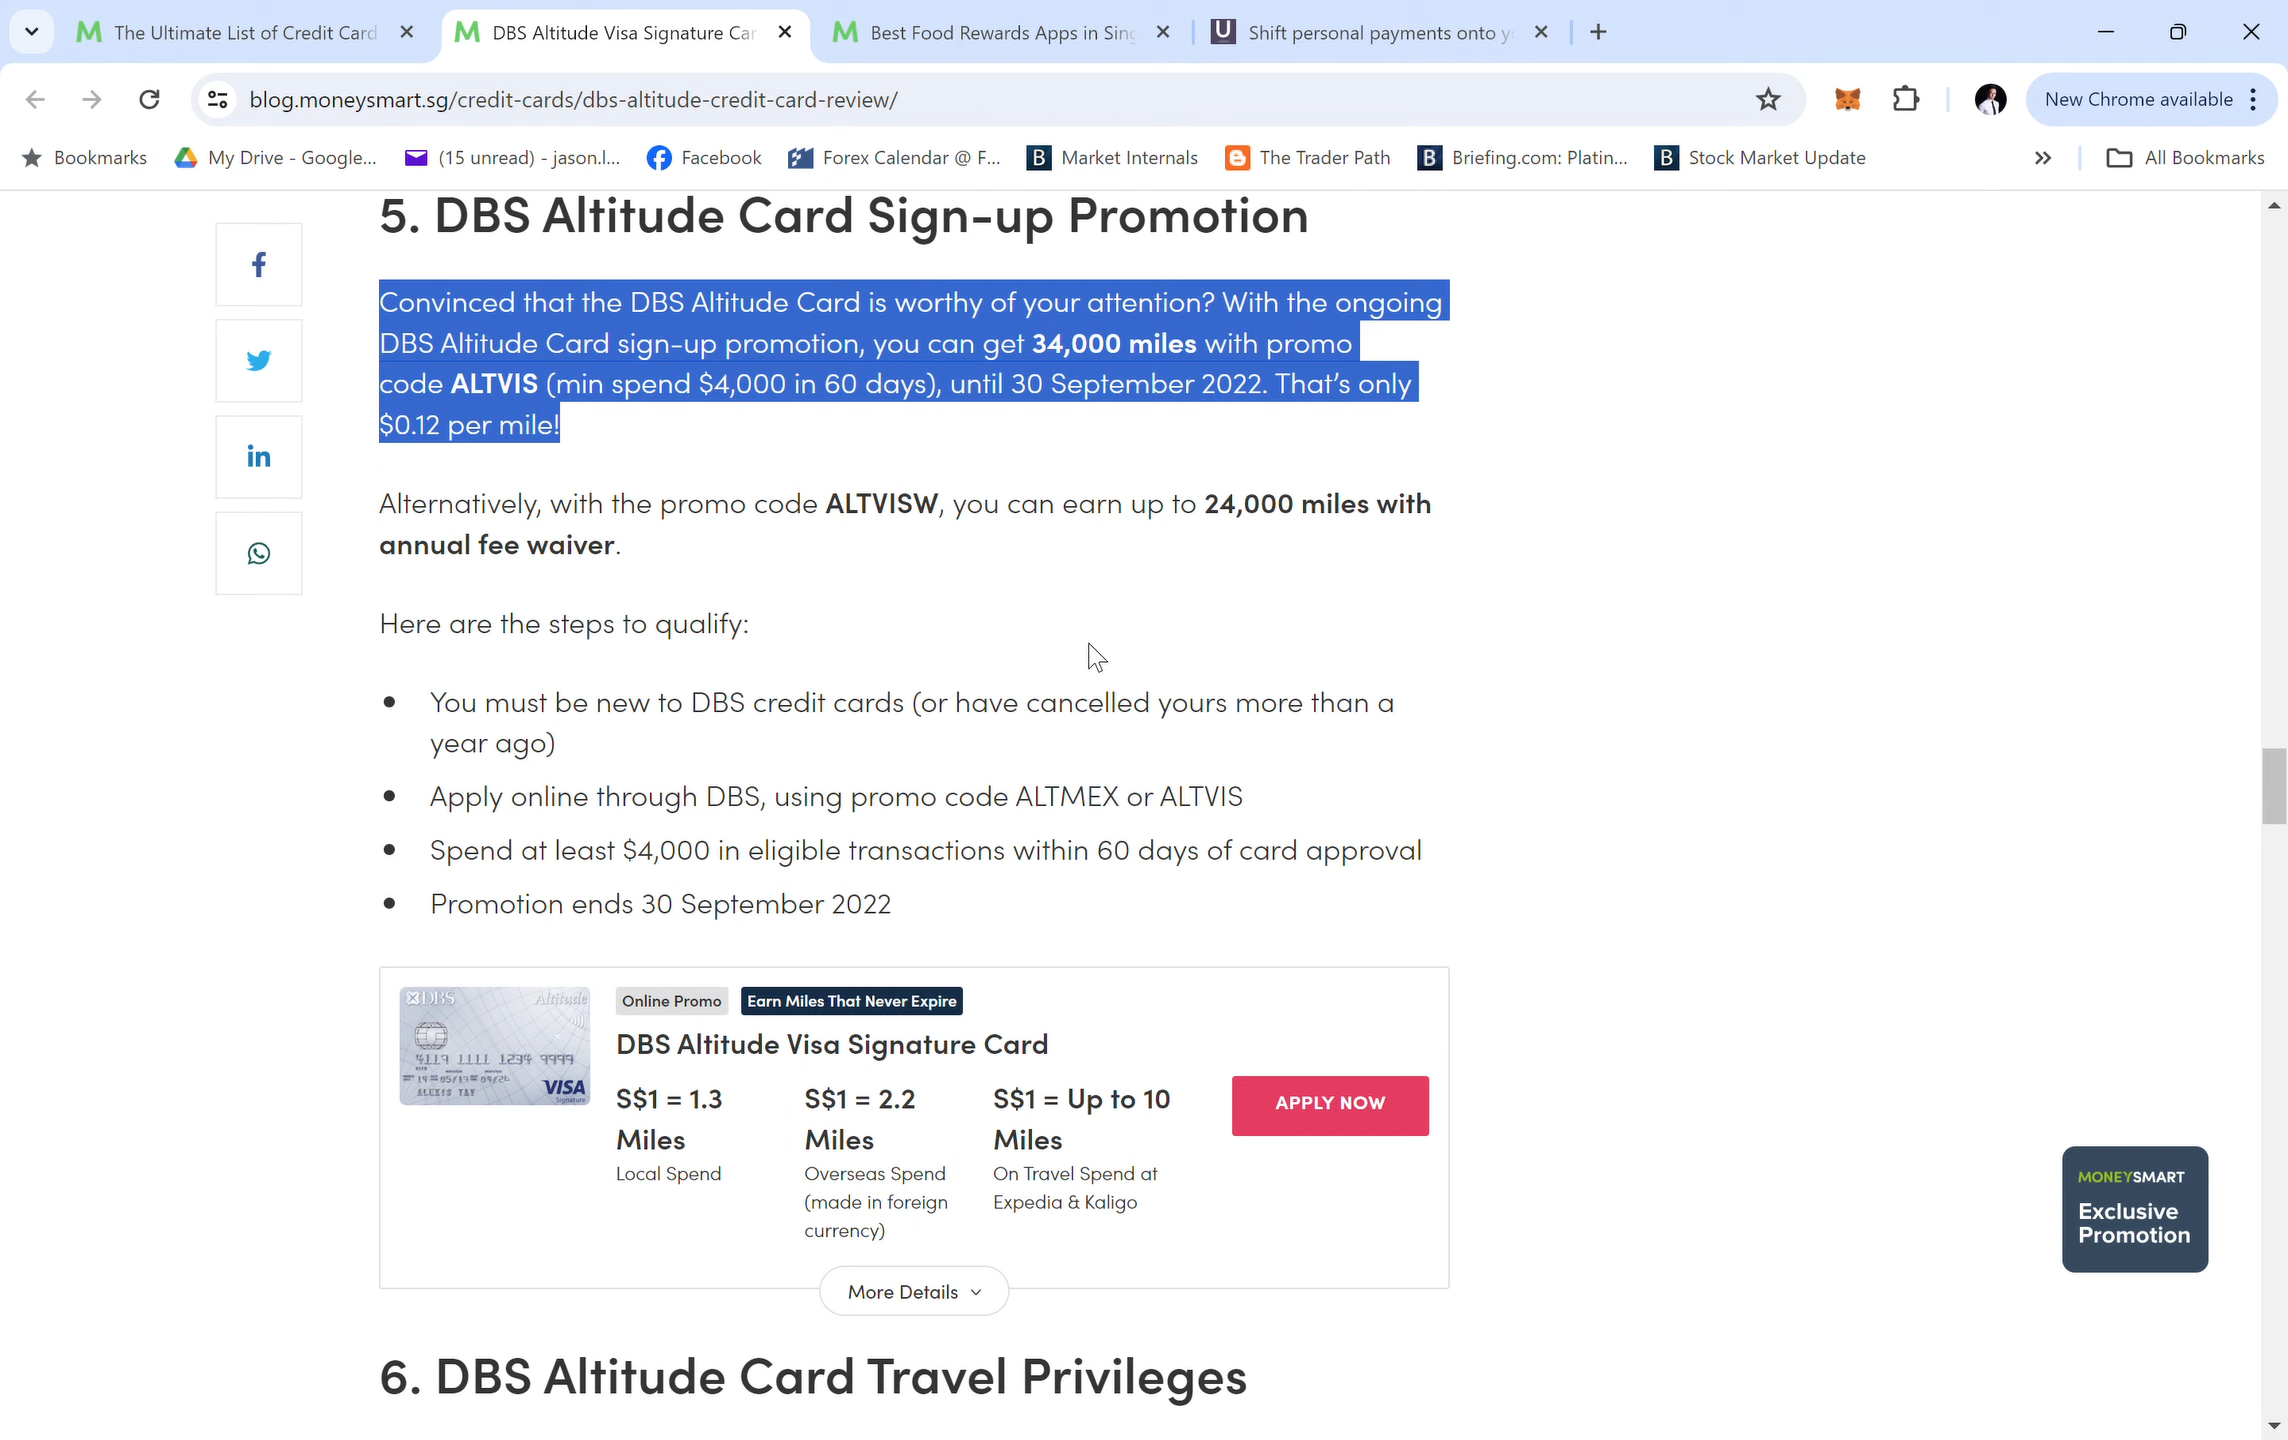 The Ultimate List of Credit Card
DBS Altitude Visa Signature Car
Best Food Rewards Apps in Sing
Shift personal payments onto y
blog.moneysmart.sg/credit-cards/dbs-altitude-credit-card-review/
New Chrome available
Bookmarks
My Drive - Google...
(15 unread) - jason.l...
Facebook
Forex Calendar @ F...
Market Internals
The Trader Path
Briefing.com: Platin...
Stock Market Update
All Bookmarks
5. DBS Altitude Card Sign-up Promotion
Convinced that the DBS Altitude Card is worthy of your attention? With the ongoing
DBS Altitude Card sign-up promotion, you can get 34,000 miles with promo
code ALTVIS (min spend $4,000 in 60 days), until 30 September 2022. That’s only
$0.12 per mile!
Alternatively, with the promo code ALTVISW, you can earn up to 24,000 miles with
annual fee waiver.
Here are the steps to qualify:
• You must be new to DBS credit cards (or have cancelled yours more than a
year ago)
• Apply online through DBS, using promo code ALTMEX or ALTVIS
• Spend at least $4,000 in eligible transactions within 60 days of card approval
• Promotion ends 30 September 2022
DBS Altitude
4119 1111 1234 9999
ALEXIS TAY
VISA
Signature
Online Promo
Earn Miles That Never Expire
DBS Altitude Visa Signature Card
S$1 = 1.3
Miles
Local Spend
S$1 = 2.2
Miles
Overseas Spend
(made in foreign
currency)
S$1 = Up to 10
Miles
On Travel Spend at
Expedia & Kaligo
APPLY NOW
More Details
MONEYSMART
Exclusive
Promotion
6. DBS Altitude Card Travel Privileges